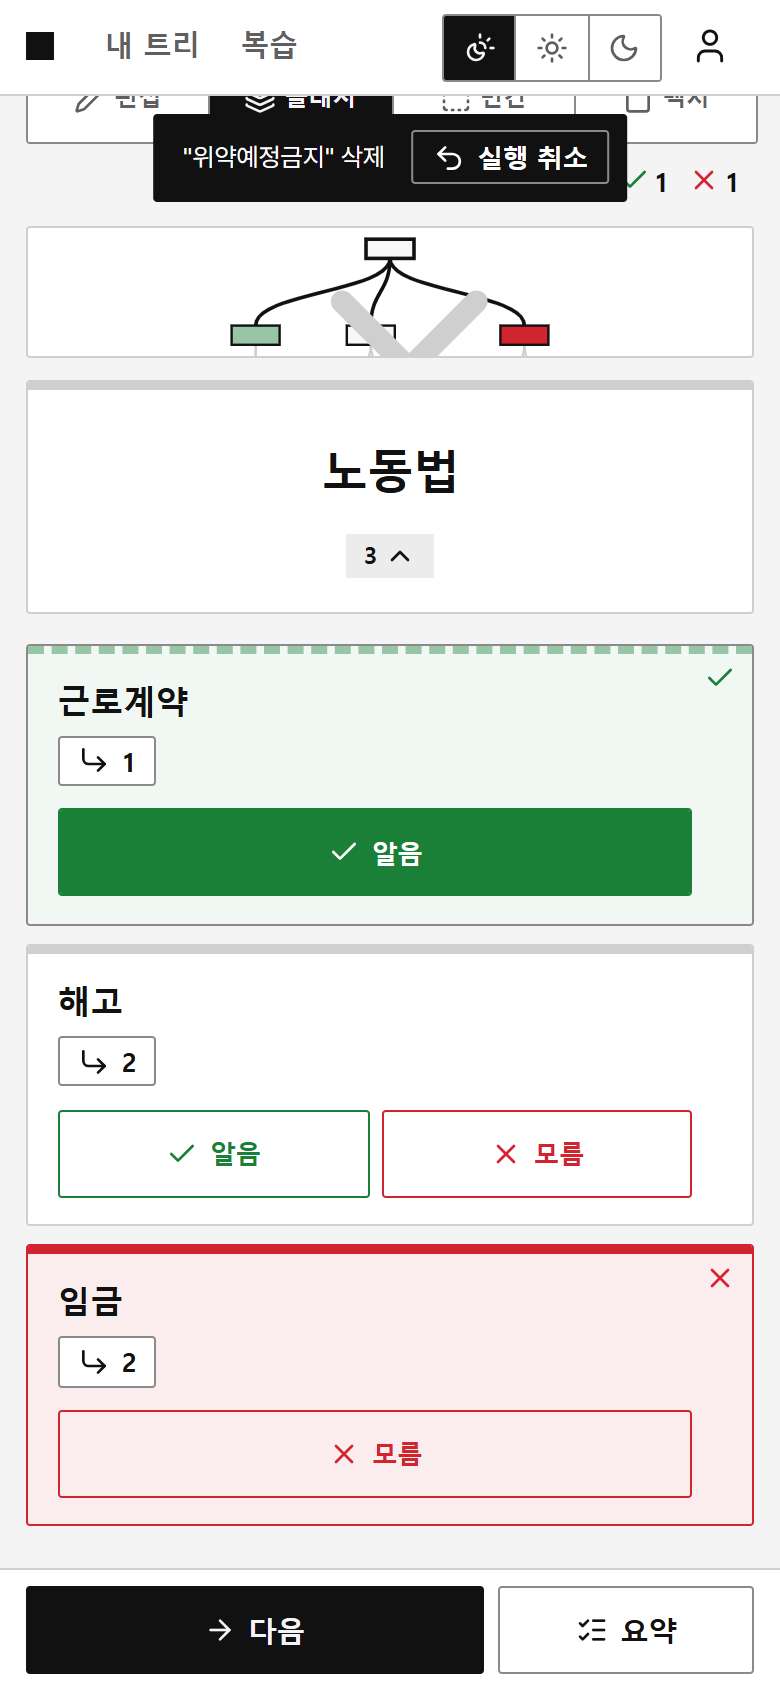 내 트리 복습
"위약예정금지" 삭제 실행 취소
1 1
노동법
3
근로계약
1
알음
해고
2
알음 모름
임금
2
모름
다음 요약